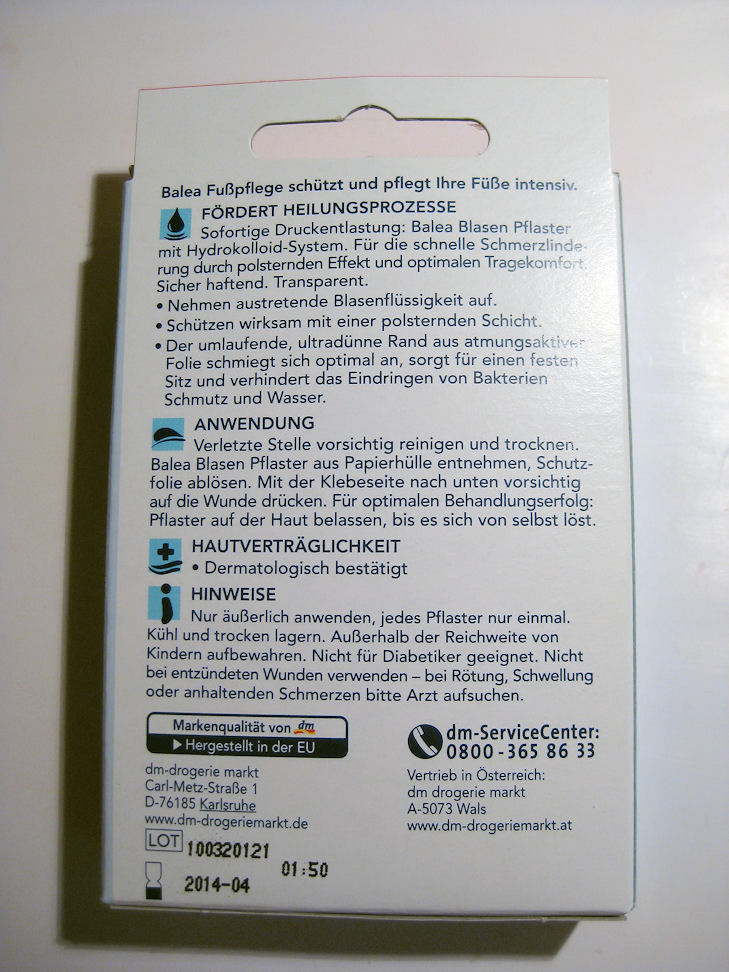 Balea Fußpflege schützt und pflegt Ihre Füße intensiv.
FÖRDERT HEILUNGSPROZESSE
Sofortige Druckentlastung: Balea Blasen Pflaster
mit Hydrokolloid-System. Für die schnelle Schmerzlinde-
rung durch polsternden Effekt und optimalen Tragekomfort.
Sicher haftend. Transparent.
• Nehmen austretende Blasenflüssigkeit auf.
• Schützen wirksam mit einer polsternden Schicht.
• Der umlaufende, ultradünne Rand aus atmungsaktiver
Folie schmiegt sich optimal an, sorgt für einen festen
Sitz und verhindert das Eindringen von Bakterien
Schmutz und Wasser.
ANWENDUNG
Verletzte Stelle vorsichtig reinigen und trocknen.
Balea Blasen Pflaster aus Papierhülle entnehmen, Schutz-
folie ablösen. Mit der Klebeseite nach unten vorsichtig
auf die Wunde drücken. Für optimalen Behandlungserfolg:
Pflaster auf der Haut belassen, bis es sich von selbst löst.
HAUTVERTRÄGLICHKEIT
• Dermatologisch bestätigt
HINWEISE
Nur äußerlich anwenden, jedes Pflaster nur einmal.
Kühl und trocken lagern. Außerhalb der Reichweite von
Kindern aufbewahren. Nicht für Diabetiker geeignet. Nicht
bei entzündeten Wunden verwenden – bei Rötung, Schwellung
oder anhaltenden Schmerzen bitte Arzt aufsuchen.
Markenqualität von dm
Hergestellt in der EU
dm-drogerie markt
Carl-Metz-Straße 1
D-76185 Karlsruhe
www.dm-drogeriemarkt.de
dm-ServiceCenter:
0800-365 86 33
Vertrieb in Österreich:
dm drogerie markt
A-5073 Wals
www.dm-drogeriemarkt.at
LOT 100320121
01:50
2014-04